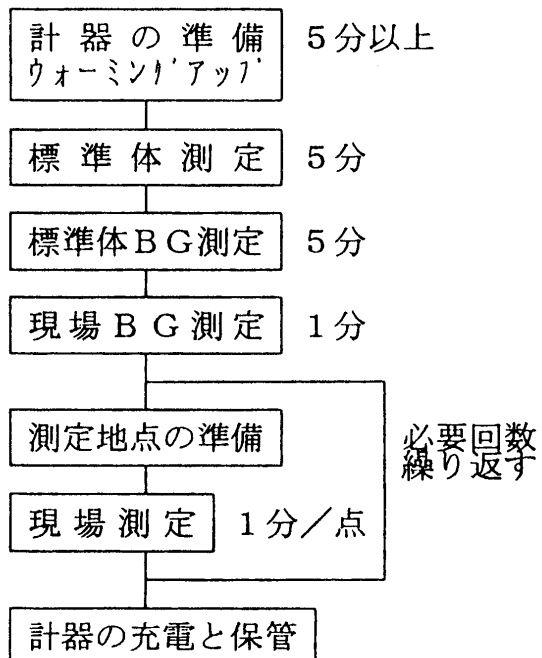 計器の準備 5分以上
ウォーミングアップ
標準体測定 5分
標準体BG測定 5分
現場BG測定 1分
測定地点の準備
必要回数
繰り返す
現場測定 1分/点
計器の充電と保管